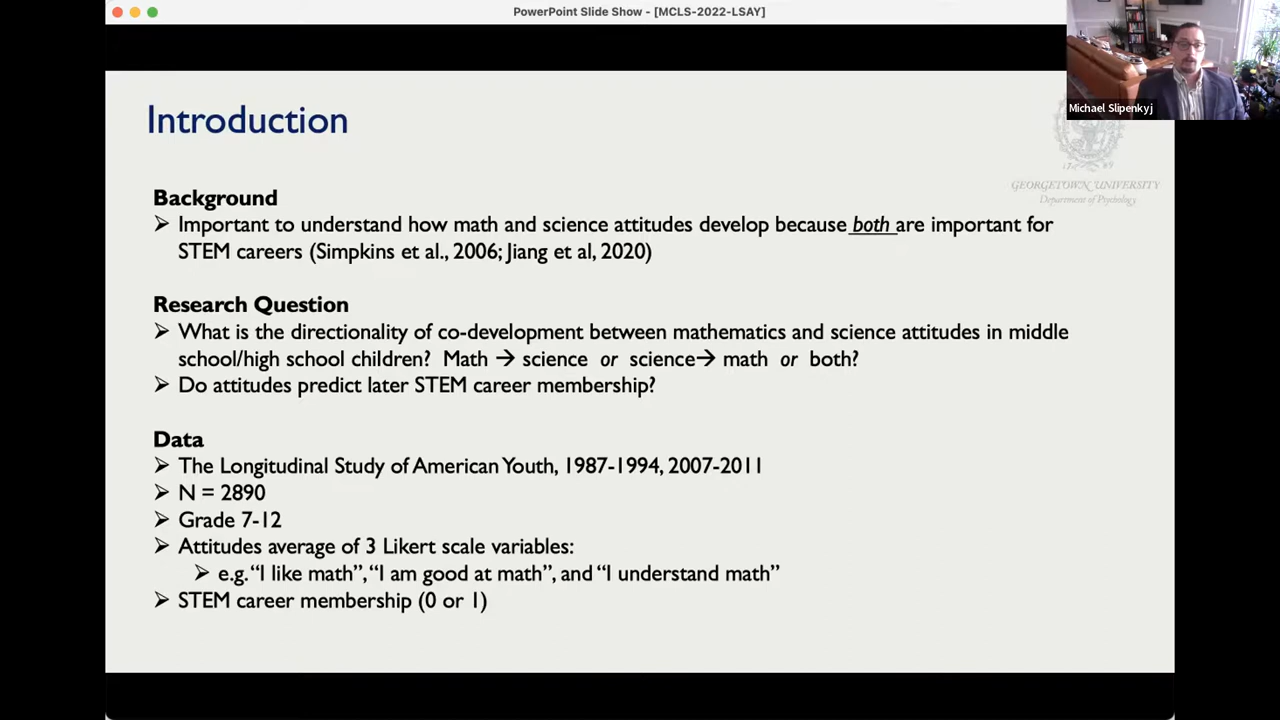 PowerPoint Slide Show - [MCLS-2022-LSAY]
Michael Slipenkyj
Introduction
GEORGETOWN UNIVERSITY
Department of Psychology
Background
➢ Important to understand how math and science attitudes develop because both are important for
STEM careers (Simpkins et al., 2006; Jiang et al, 2020)
Research Question
➢ What is the directionality of co-development between mathematics and science attitudes in middle
school/high school children? Math → science or science→ math or both?
➢ Do attitudes predict later STEM career membership?
Data
➢ The Longitudinal Study of American Youth, 1987-1994, 2007-2011
➢ N = 2890
➢ Grade 7-12
➢ Attitudes average of 3 Likert scale variables:
➢ e.g. “I like math”, “I am good at math”, and “I understand math”
➢ STEM career membership (0 or 1)